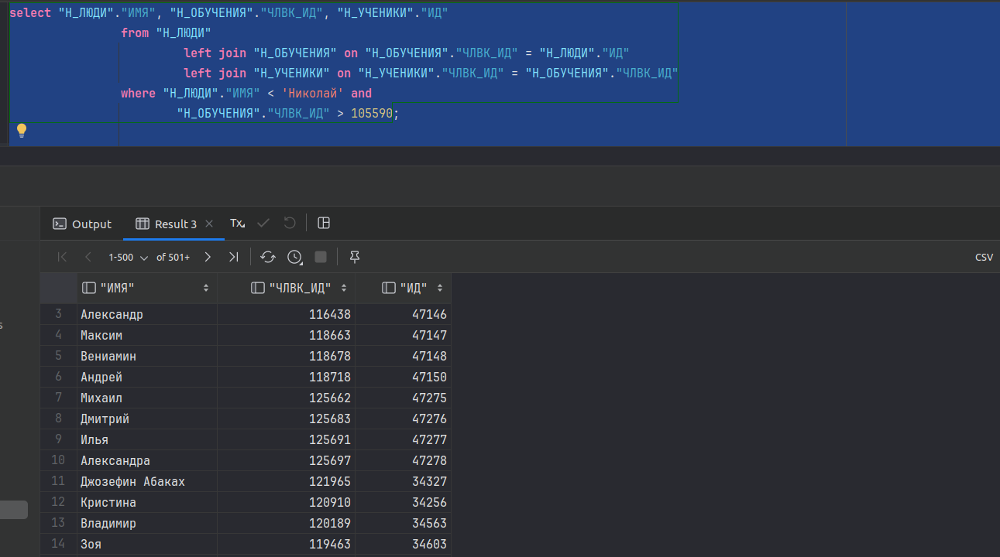 select "Н_ЛЮДИ"."ИМЯ", "Н_ОБУЧЕНИЯ"."ЧЛВК_ИД", "Н_УЧЕНИКИ"."ИД"
from "Н_ЛЮДИ"
left join "Н_ОБУЧЕНИЯ" on "Н_ОБУЧЕНИЯ"."ЧЛВК_ИД" = "Н_ЛЮДИ"."ИД"
left join "Н_УЧЕНИКИ" on "Н_УЧЕНИКИ"."ЧЛВК_ИД" = "Н_ОБУЧЕНИЯ"."ЧЛВК_ИД"
where "Н_ЛЮДИ"."ИМЯ" < 'Николай' and
"Н_ОБУЧЕНИЯ"."ЧЛВК_ИД" > 105590;
Output Result 3 Tx
1-500 of 501+ CSV
"ИМЯ" "ЧЛВК_ИД" "ИД"
3 Александр 116438 47146
4 Максим 118663 47147
s
5 Вениамин 118678 47148
6 Андрей 118718 47150
7 Михаил 125662 47275
8 Дмитрий 125683 47276
9 Илья 125691 47277
10 Александра 125697 47278
11 Джозефин Абаках 121965 34327
12 Кристина 120910 34256
13 Владимир 120189 34563
14 Зоя 119463 34603